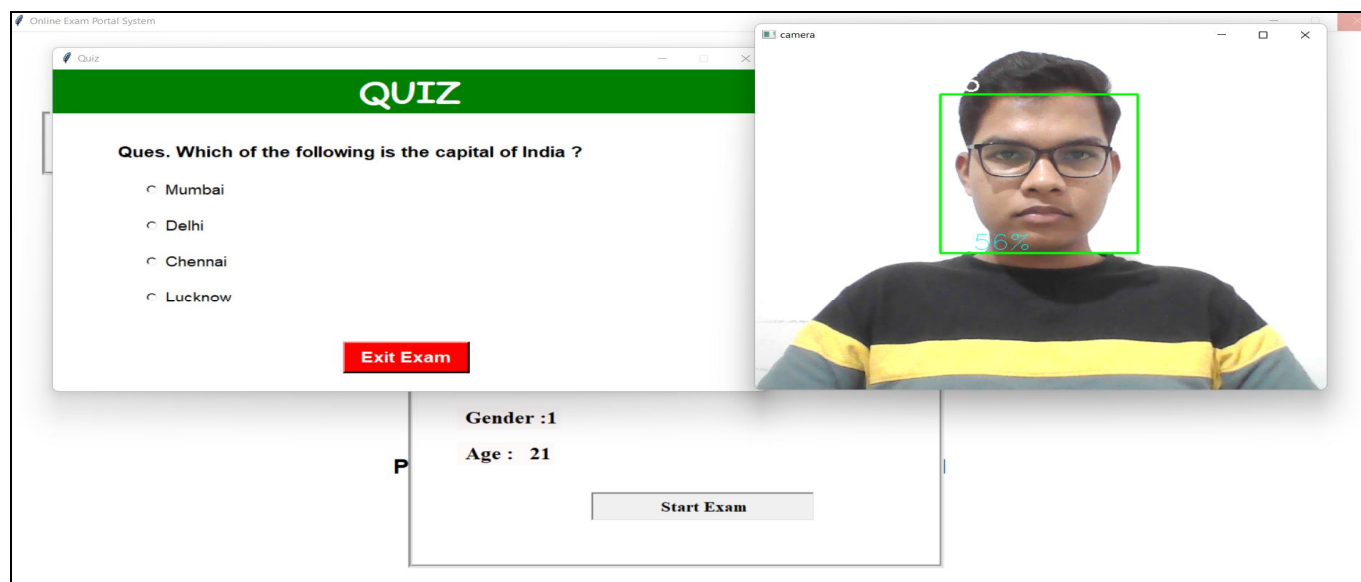 Online Exam Portal System
Quiz
camera
QUIZ
Ques. Which of the following is the capital of India ?
Mumbai
Delhi
Chennai
Lucknow
Exit Exam
56%
Gender :1
Age : 21
P
Start Exam